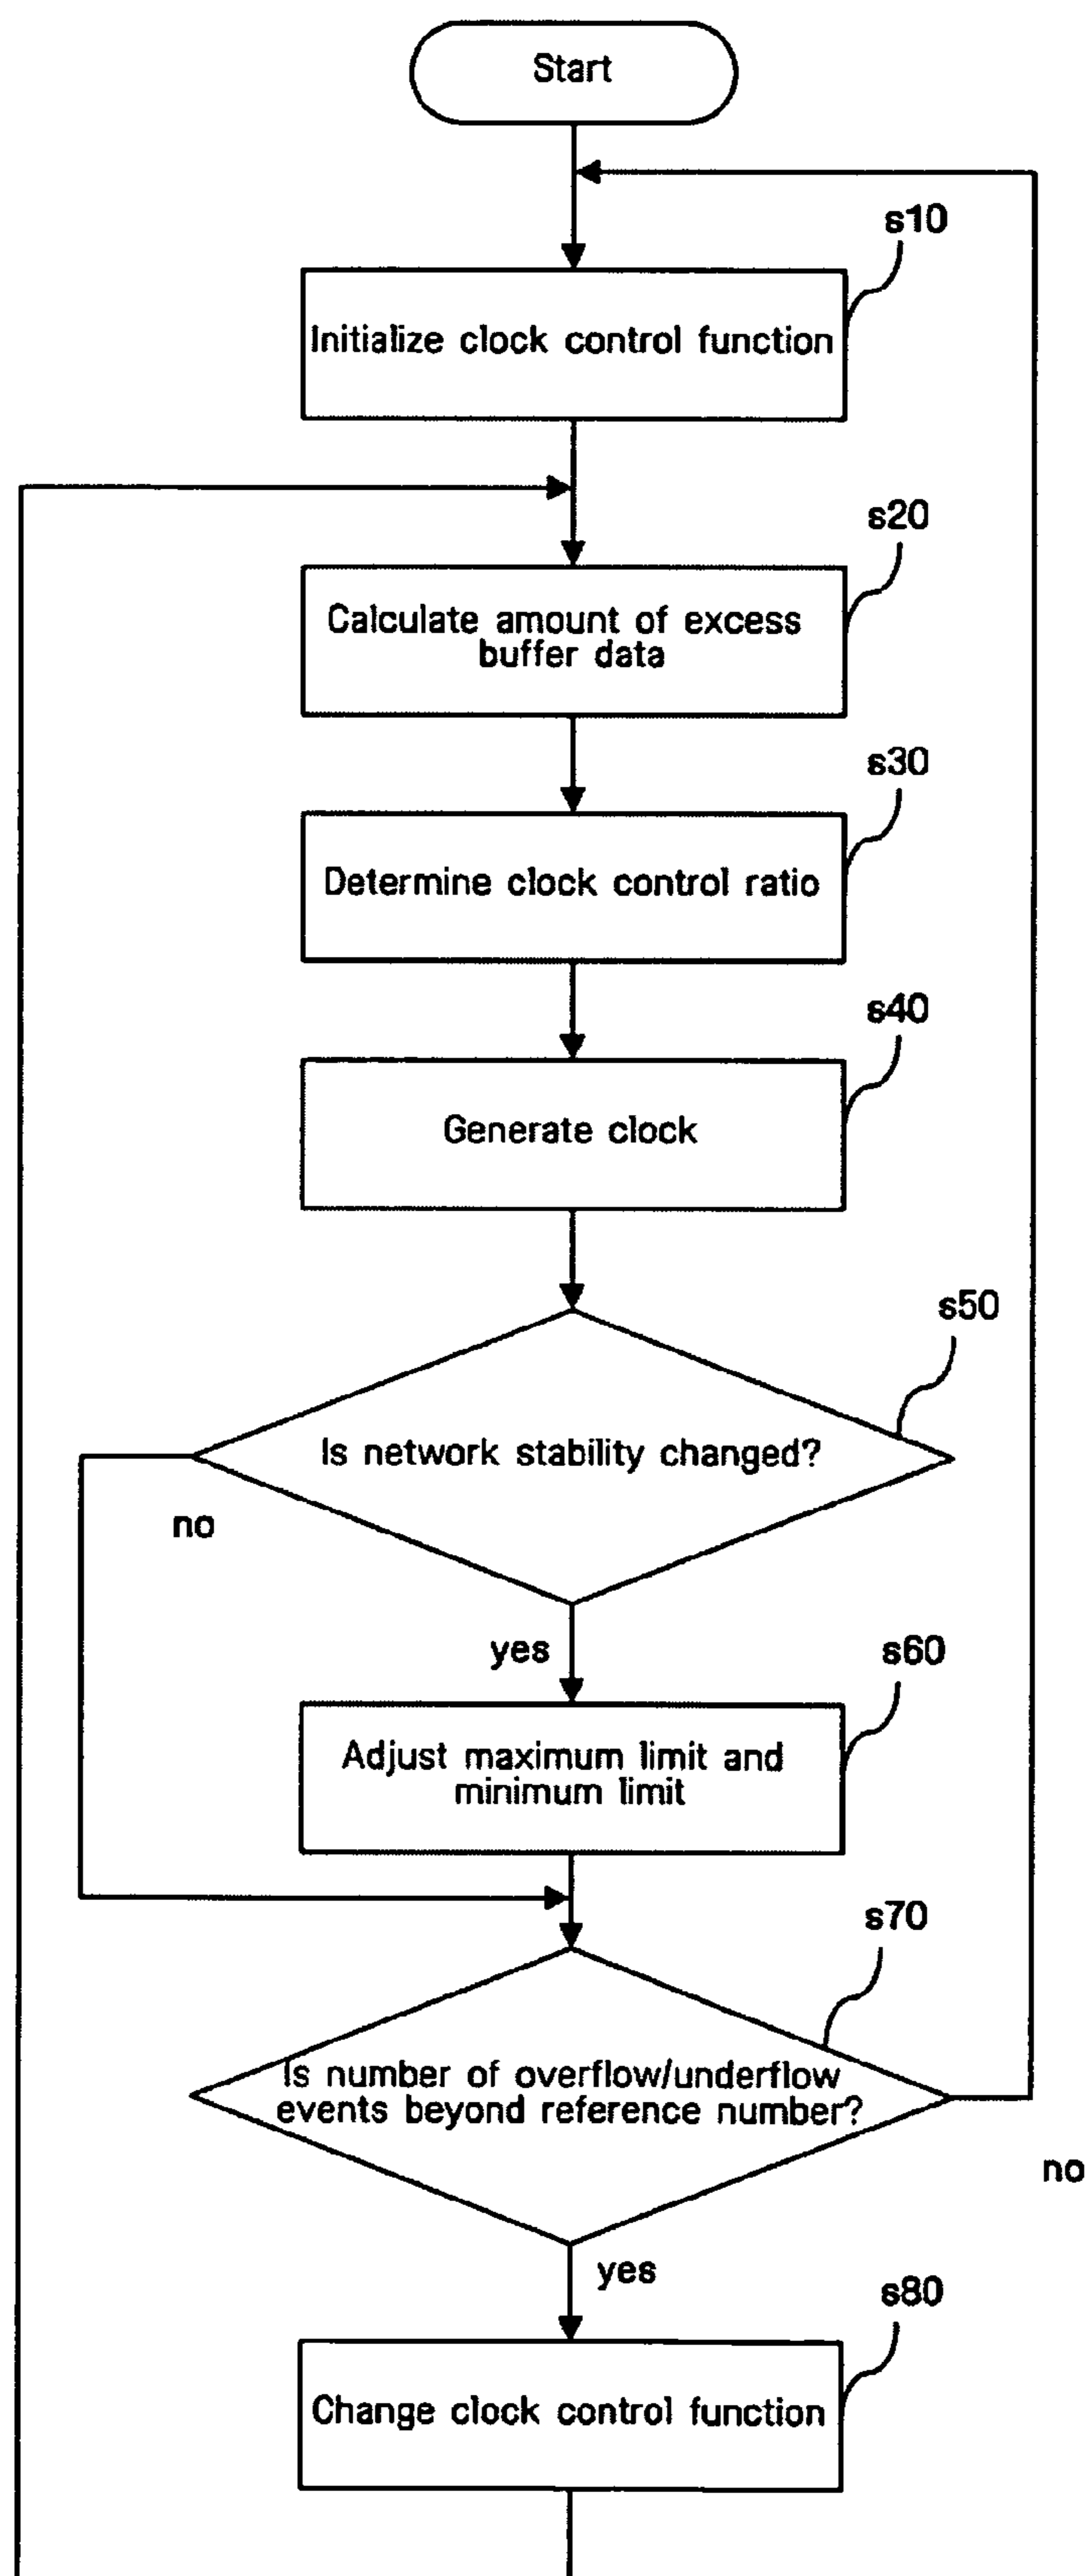 Start
s10
Initialize clock control function
s20
Calculate amount of excess
buffer data
s30
Determine clock control ratio
s40
Generate clock
s50
Is network stability changed?
no
yes
s60
Adjust maximum limit and
minimum limit
s70
Is number of overflow/underflow
events beyond reference number?
no
yes
s80
Change clock control function